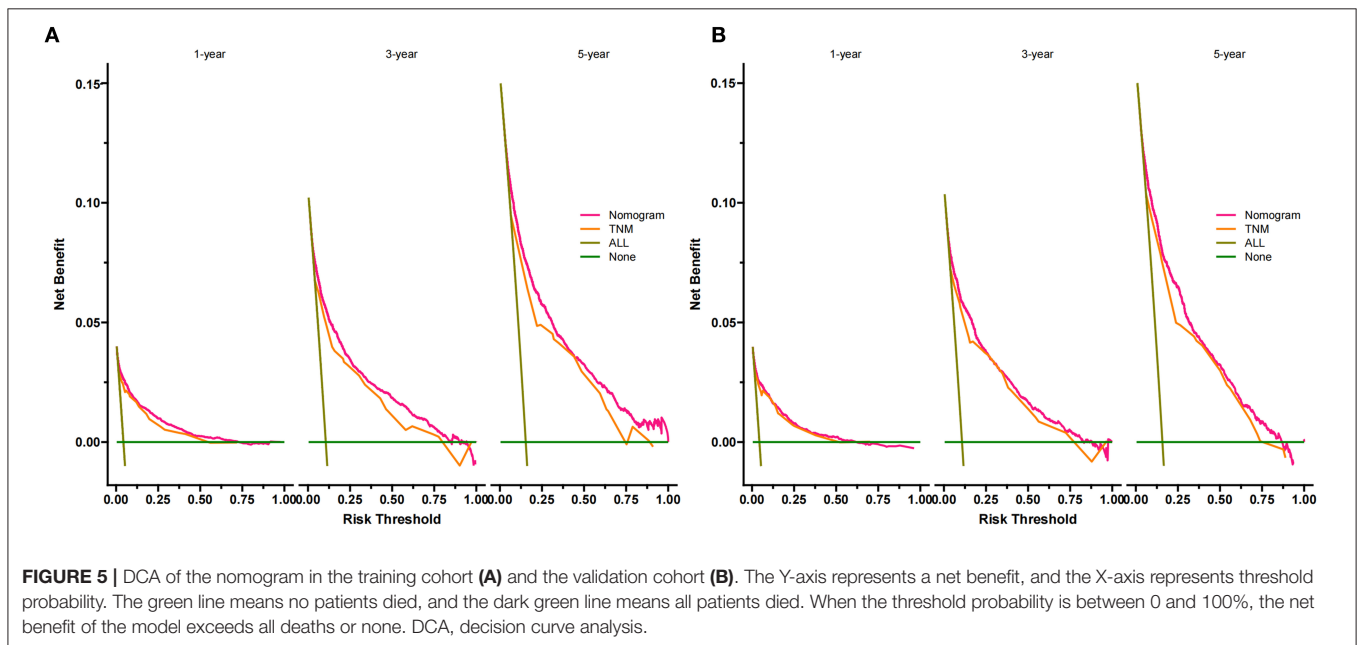 A
B
1-year
3-year
5-year
1-year
3-year
5-year
0.15
0.10
0.05
0.00
Net Benefit
Nomogram
TNM
ALL
None
0.15
0.10
0.05
0.00
Net Benefit
Nomogram
TNM
ALL
None
0.00 0.25 0.50 0.75 1.00 0.00 0.25 0.50 0.75 1.00 0.00 0.25 0.50 0.75 1.00
0.00 0.25 0.50 0.75 1.00 0.00 0.25 0.50 0.75 1.00 0.00 0.25 0.50 0.75 1.00
Risk Threshold
Risk Threshold
FIGURE 5 | DCA of the nomogram in the training cohort (A) and the validation cohort (B). The Y-axis represents a net benefit, and the X-axis represents threshold
probability. The green line means no patients died, and the dark green line means all patients died. When the threshold probability is between 0 and 100%, the net
benefit of the model exceeds all deaths or none. DCA, decision curve analysis.